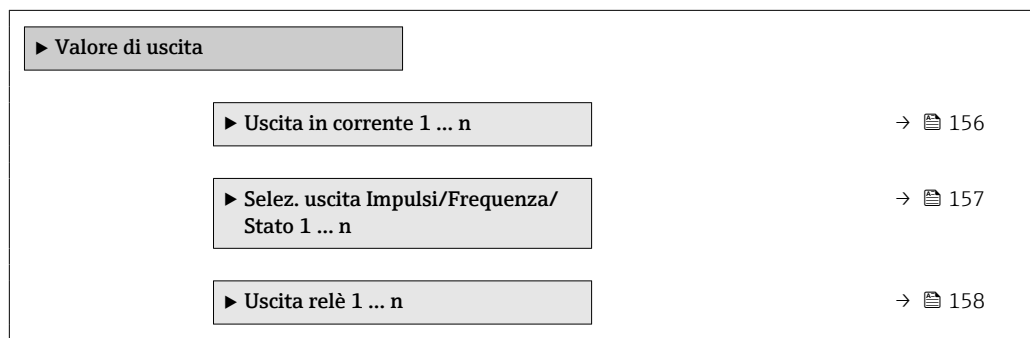 ▶ Valore di uscita
▶ Uscita in corrente 1 ... n → 156
▶ Selez. uscita Impulsi/Frequenza/
Stato 1 ... n → 157
▶ Uscita relè 1 ... n → 158